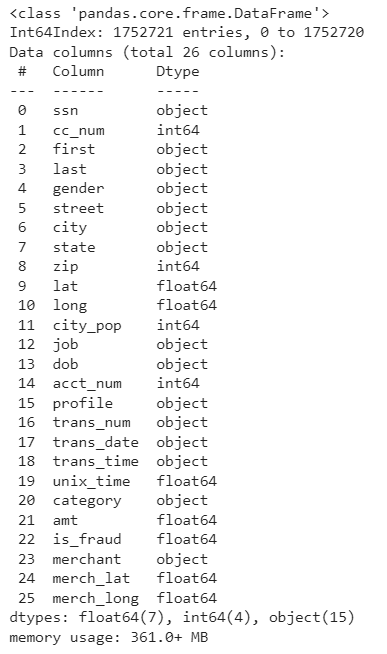 <class 'pandas.core.frame.DataFrame'>
Int64Index: 1752721 entries, 0 to 1752720
Data columns (total 26 columns):
 #   Column      Dtype
---  ------      -----
 0   ssn         object
 1   cc_num      int64
 2   first       object
 3   last        object
 4   gender      object
 5   street      object
 6   city        object
 7   state       object
 8   zip         int64
 9   lat         float64
 10  long        float64
 11  city_pop    int64
 12  job         object
 13  dob         object
 14  acct_num    int64
 15  profile     object
 16  trans_num   object
 17  trans_date  object
 18  trans_time  object
 19  unix_time   float64
 20  category    object
 21  amt         float64
 22  is_fraud    float64
 23  merchant    object
 24  merch_lat   float64
 25  merch_long  float64
dtypes: float64(7), int64(4), object(15)
memory usage: 361.0+ MB